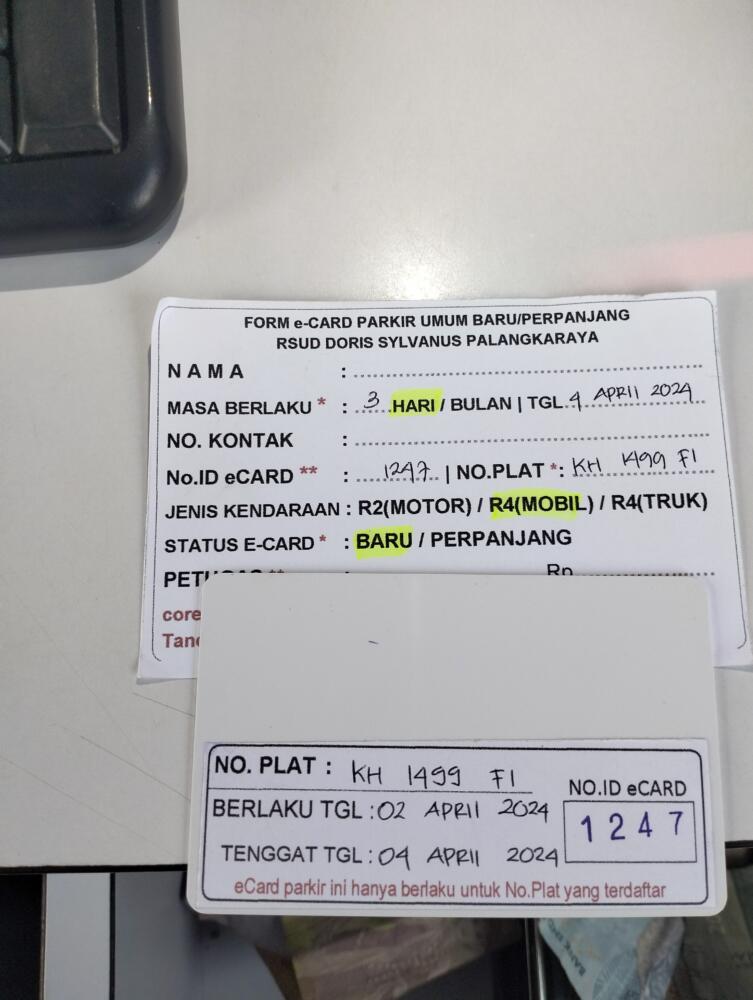 FORM e-CARD PARKIR UMUM BARU/PERPANJANG
RSUD DORIS SYLVANUS PALANGKARAYA
NAMA :
MASA BERLAKU * : 3 HARI / BULAN | TGL 4 APRIL 2024
NO. KONTAK :
No.ID eCARD ** : 1247 | NO.PLAT *: KH 1499 FI
JENIS KENDARAAN : R2(MOTOR) / R4(MOBIL) / R4(TRUK)
STATUS E-CARD * : BARU / PERPANJANG
Rp
NO. PLAT : KH 1499 FI
NO.ID eCARD
BERLAKU TGL : 02 APRIL 2024
1247
TENGGAT TGL : 04 APRIL 2024
eCard parkir ini hanya berlaku untuk No.Plat yang terdaftar